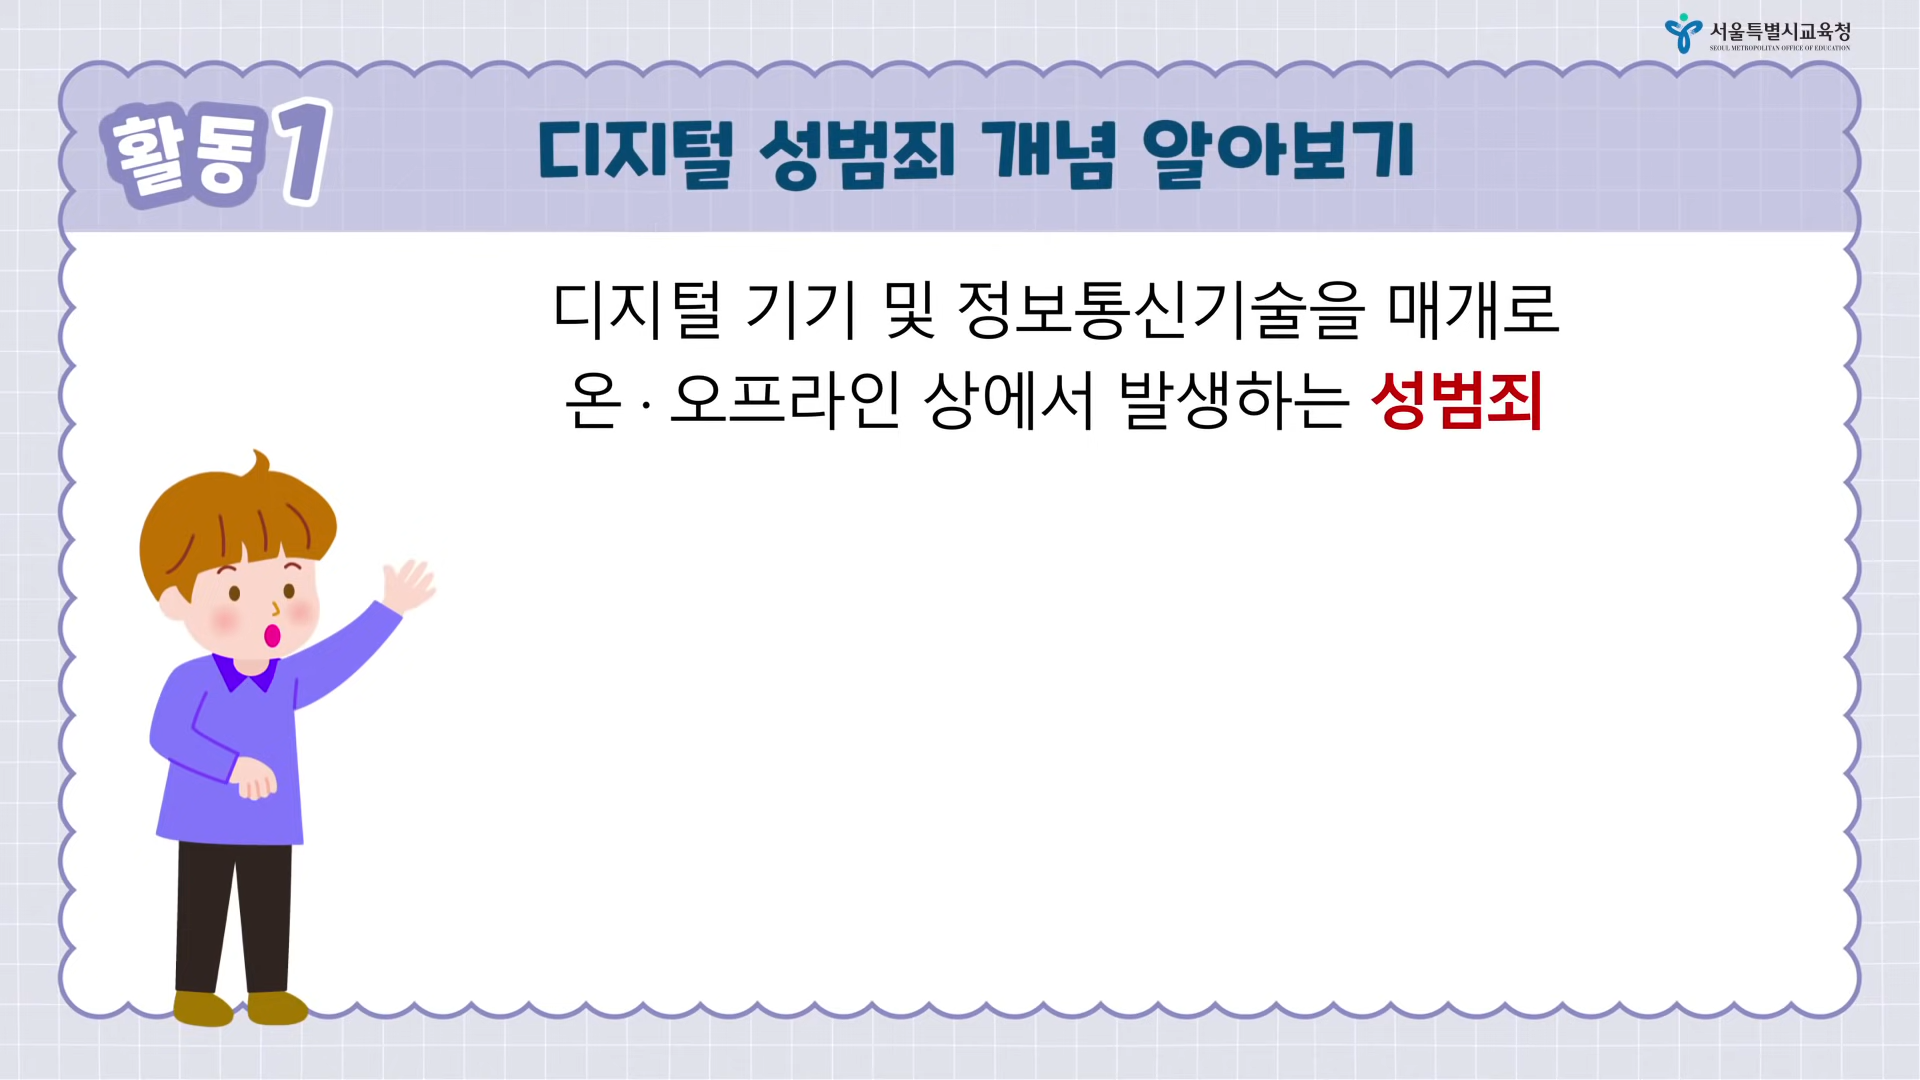 서울특별시교육청
SEOUL METROPOLITAN OFFICE OF EDUCATION
활동1
디지털 성범죄 개념 알아보기
디지털 기기 및 정보통신기술을 매개로
온 · 오프라인 상에서 발생하는 성범죄